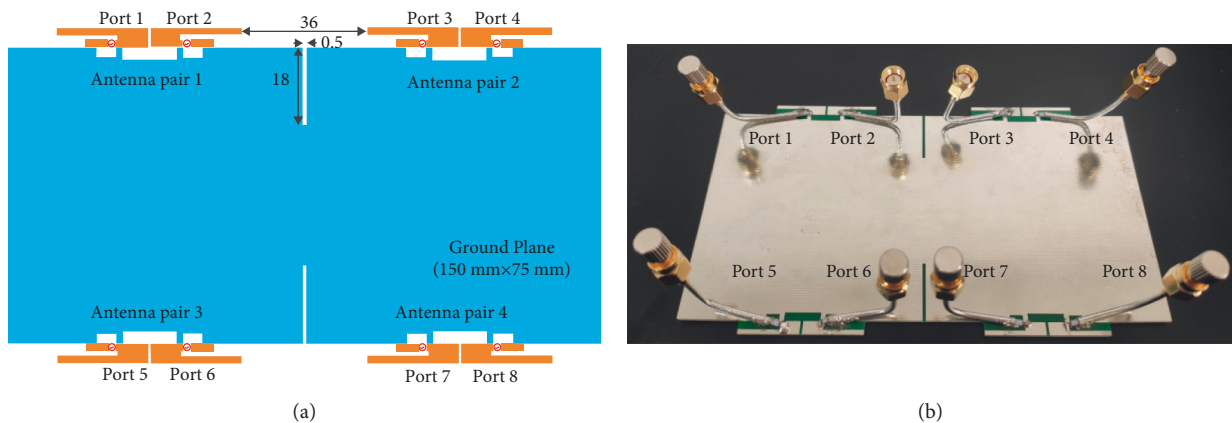 Port 1 Port 2
36
Port 3 Port 4
0.5
18
Antenna pair 1
Antenna pair 2
Ground Plane
(150 mm×75 mm)
Antenna pair 3
Antenna pair 4
Port 5 Port 6
Port 7 Port 8
(a)
Port 1 Port 2 Port 3 Port 4
Port 5 Port 6 Port 7 Port 8
(b)